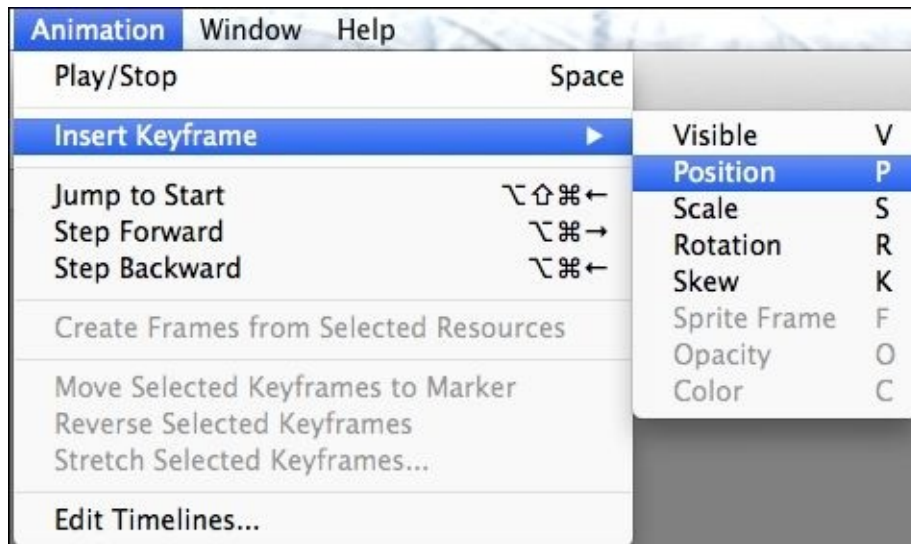 Animation Window Help
Play/Stop Space
Insert Keyframe ▶
Jump to Start ⌥⇧⌘←
Step Forward ⌥⌘→
Step Backward ⌥⌘←
Create Frames from Selected Resources
Move Selected Keyframes to Marker
Reverse Selected Keyframes
Stretch Selected Keyframes...
Edit Timelines...
Visible V
Position P
Scale S
Rotation R
Skew K
Sprite Frame F
Opacity O
Color C